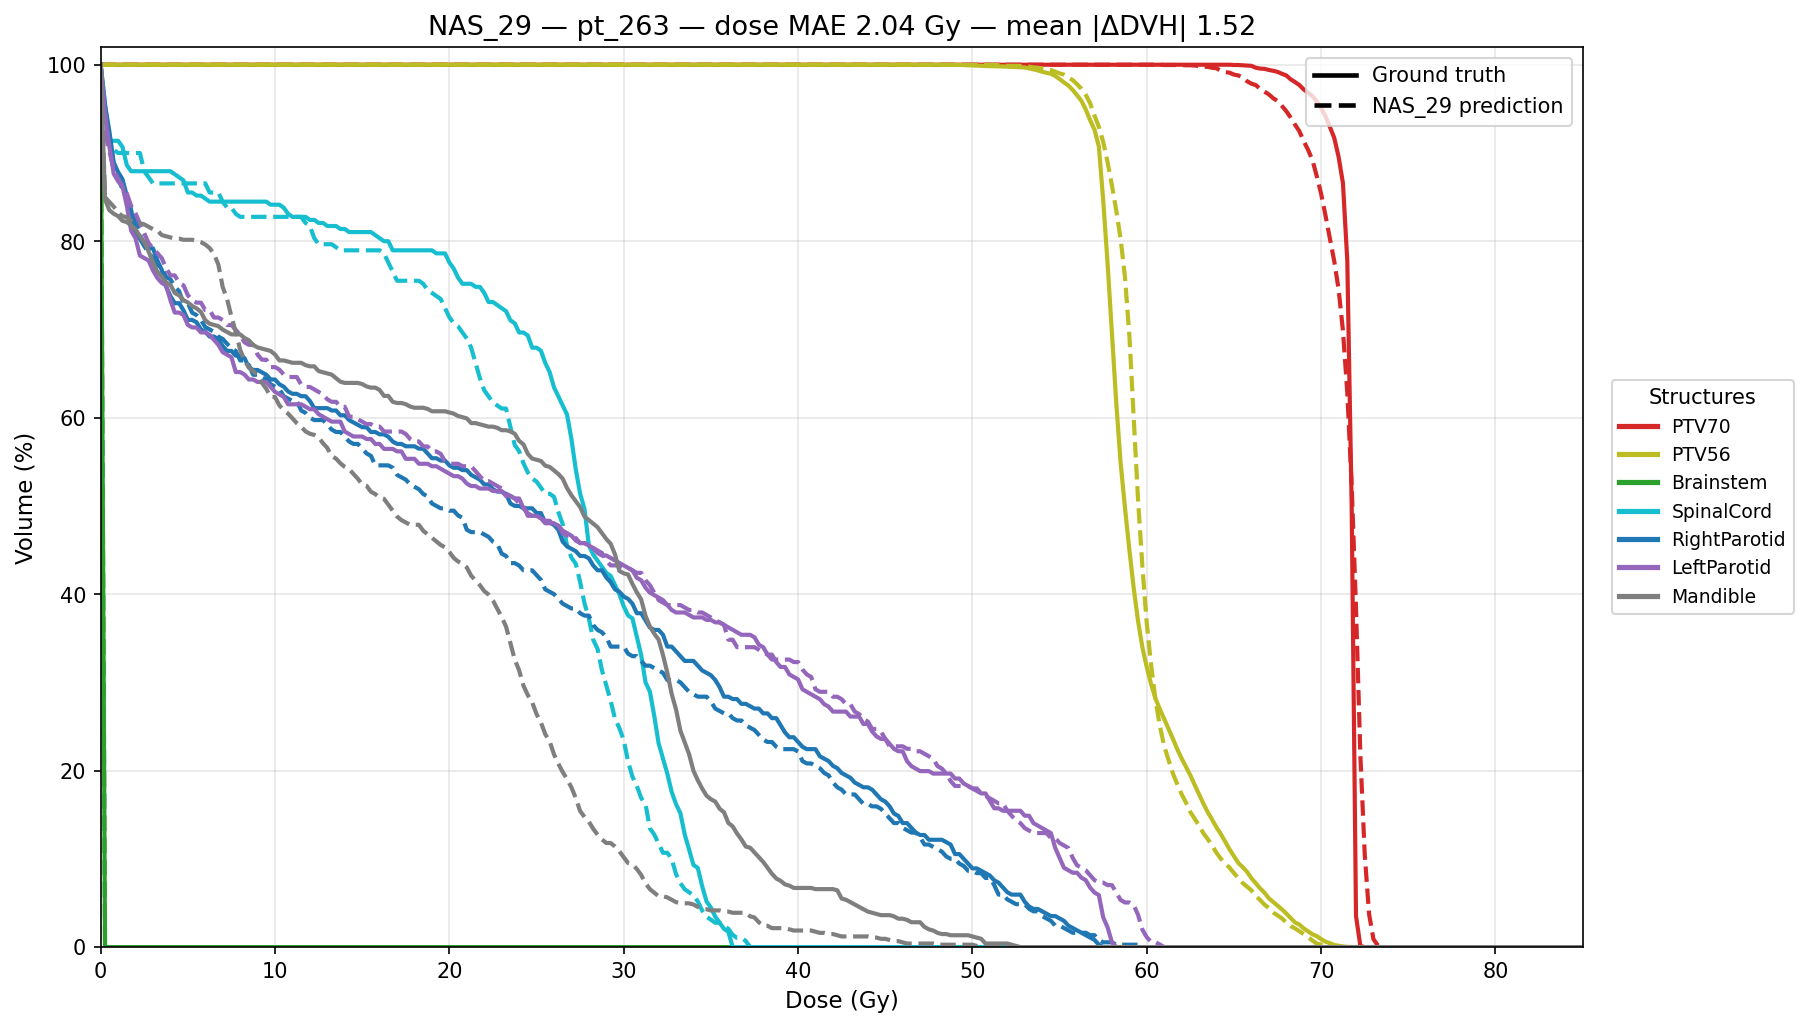 NAS_29 — pt_263 — dose MAE 2.04 Gy — mean |ΔDVH| 1.52
Ground truth
NAS_29 prediction
Volume (%)
100
80
60
40
20
0
0 10 20 30 40 50 60 70 80
Dose (Gy)
Structures
PTV70
PTV56
Brainstem
SpinalCord
RightParotid
LeftParotid
Mandible